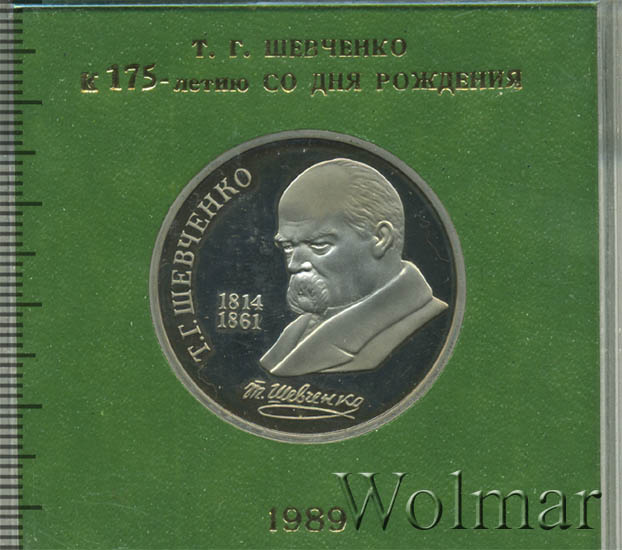 Т. Г. ШЕВЧЕНКО
К 175-летию СО ДНЯ РОЖДЕНИЯ
Т.Г. ШЕВЧЕНКО
1814
1861
Т. Шевченко
1989
Wolmar